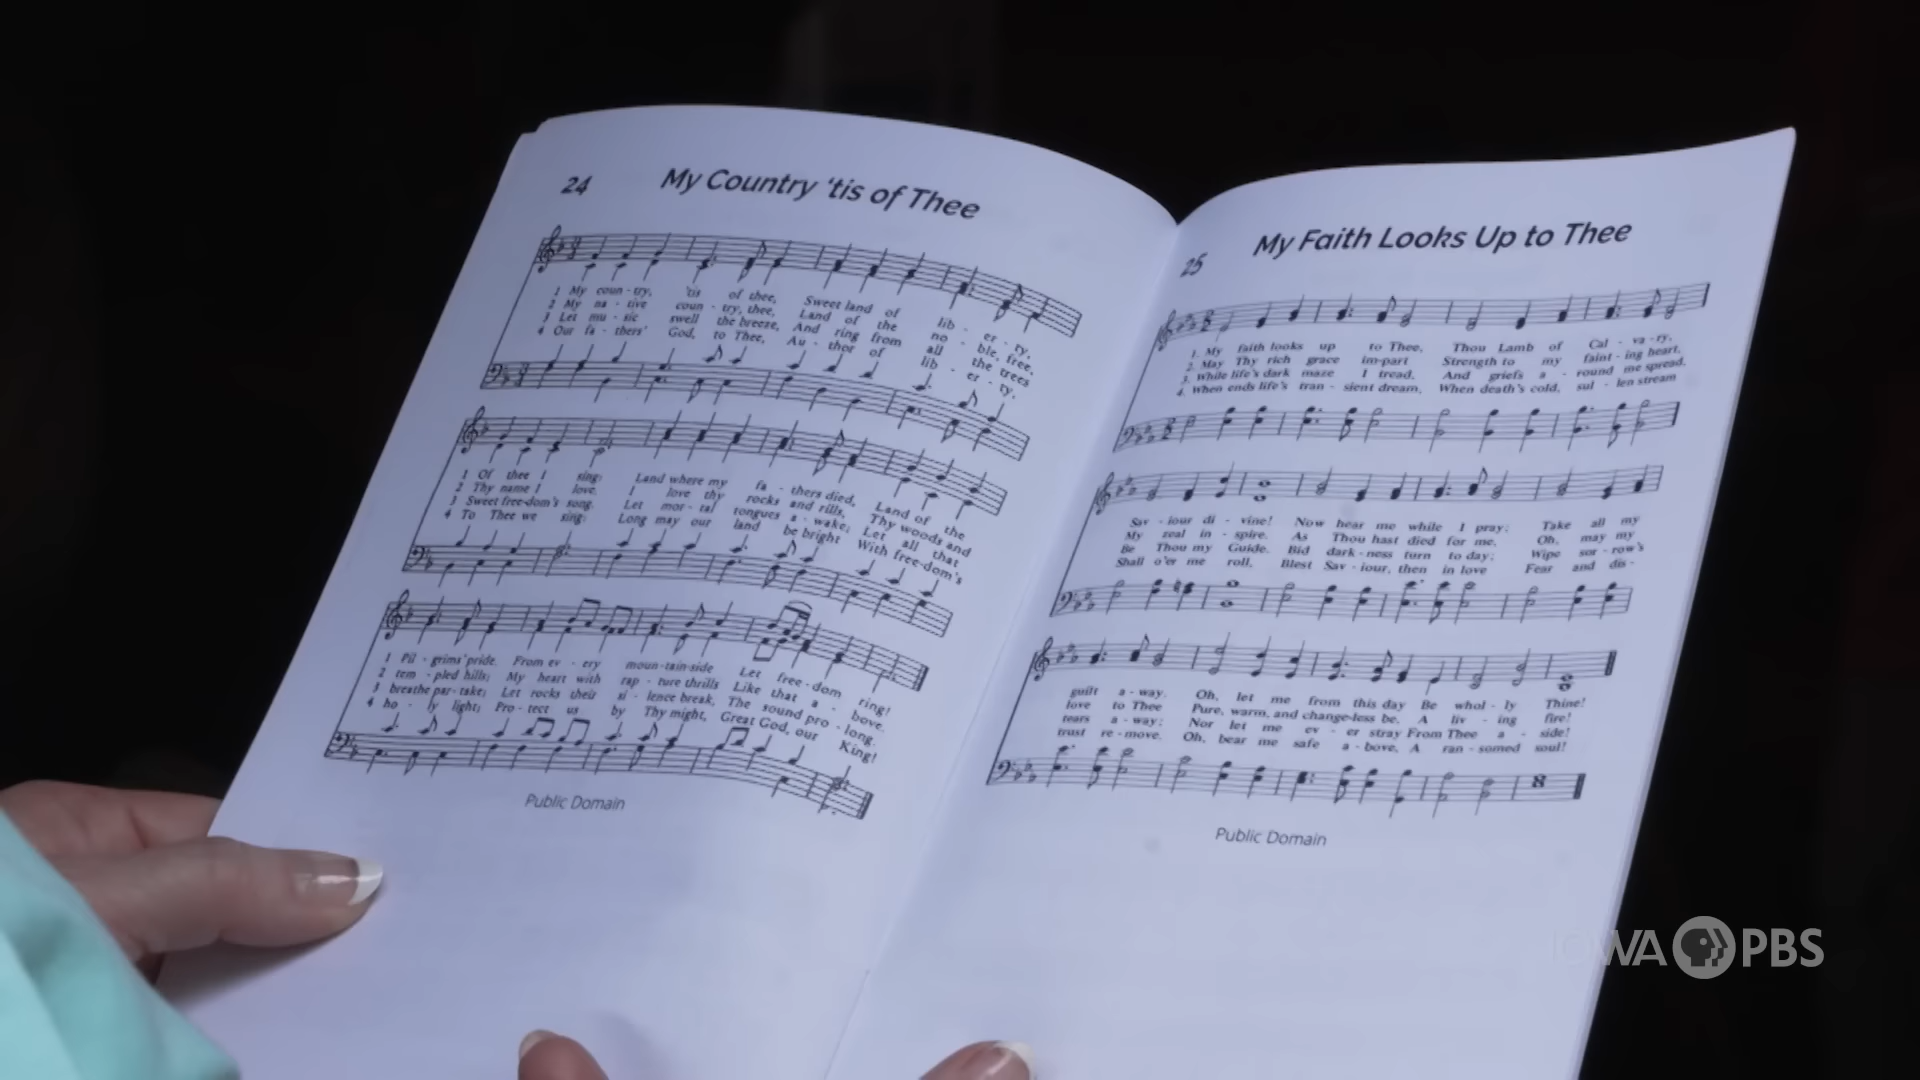 24
My Country 'tis of Thee
1 My coun - try, 'tis of thee, Sweet land of lib - er - ty,
2 My na - tive coun - try, thee, Land of the no - ble, free,
3 Let mu - sic swell the breeze, And ring from all the trees
4 Our fa - thers' God, to Thee, Au - thor of lib - er - ty,
1 Of thee I sing: Land where my fa - thers died, Land of the
2 Thy name I love. I love thy rocks and rills, Thy woods and
3 Sweet free-dom's song. Let mor - tal tongues a - wake; Let all that
4 To Thee we sing: Long may our land be bright With free-dom's
1 Pil - grims' pride. From ev - ery moun-tain-side Let free - dom ring!
2 tem - pled hills; My heart with rap - ture thrills Like that a - bove.
3 breathe par - take; Let rocks their si - lence break, The sound pro - long.
4 ho - ly light; Pro - tect us by Thy might, Great God, our King!
Public Domain
25
My Faith Looks Up to Thee
1. My faith looks up to Thee, Thou Lamb of Cal - va - ry,
2. May Thy rich grace im-part Strength to my faint - ing heart,
3. While life's dark maze I tread, And griefs a - round me spread,
4. When ends life's tran - sient dream, When death's cold, sul - len stream
Sav - iour di - vine! Now hear me while I pray; Take all my
My zeal in - spire. As Thou hast died for me, Oh, may my
Be Thou my Guide. Bid dark - ness turn to day; Wipe sor - row's
Shall o'er me roll, Blest Sav - iour, then in love Fear and dis -
guilt a - way. Oh, let me from this day Be whol - ly Thine!
love to Thee Pure, warm, and change-less be, A liv - ing fire!
tears a - way; Nor let me ev - er stray From Thee a - side!
trust re - move. Oh, bear me safe a - bove, A ran - somed soul!
Public Domain
IOWA PBS